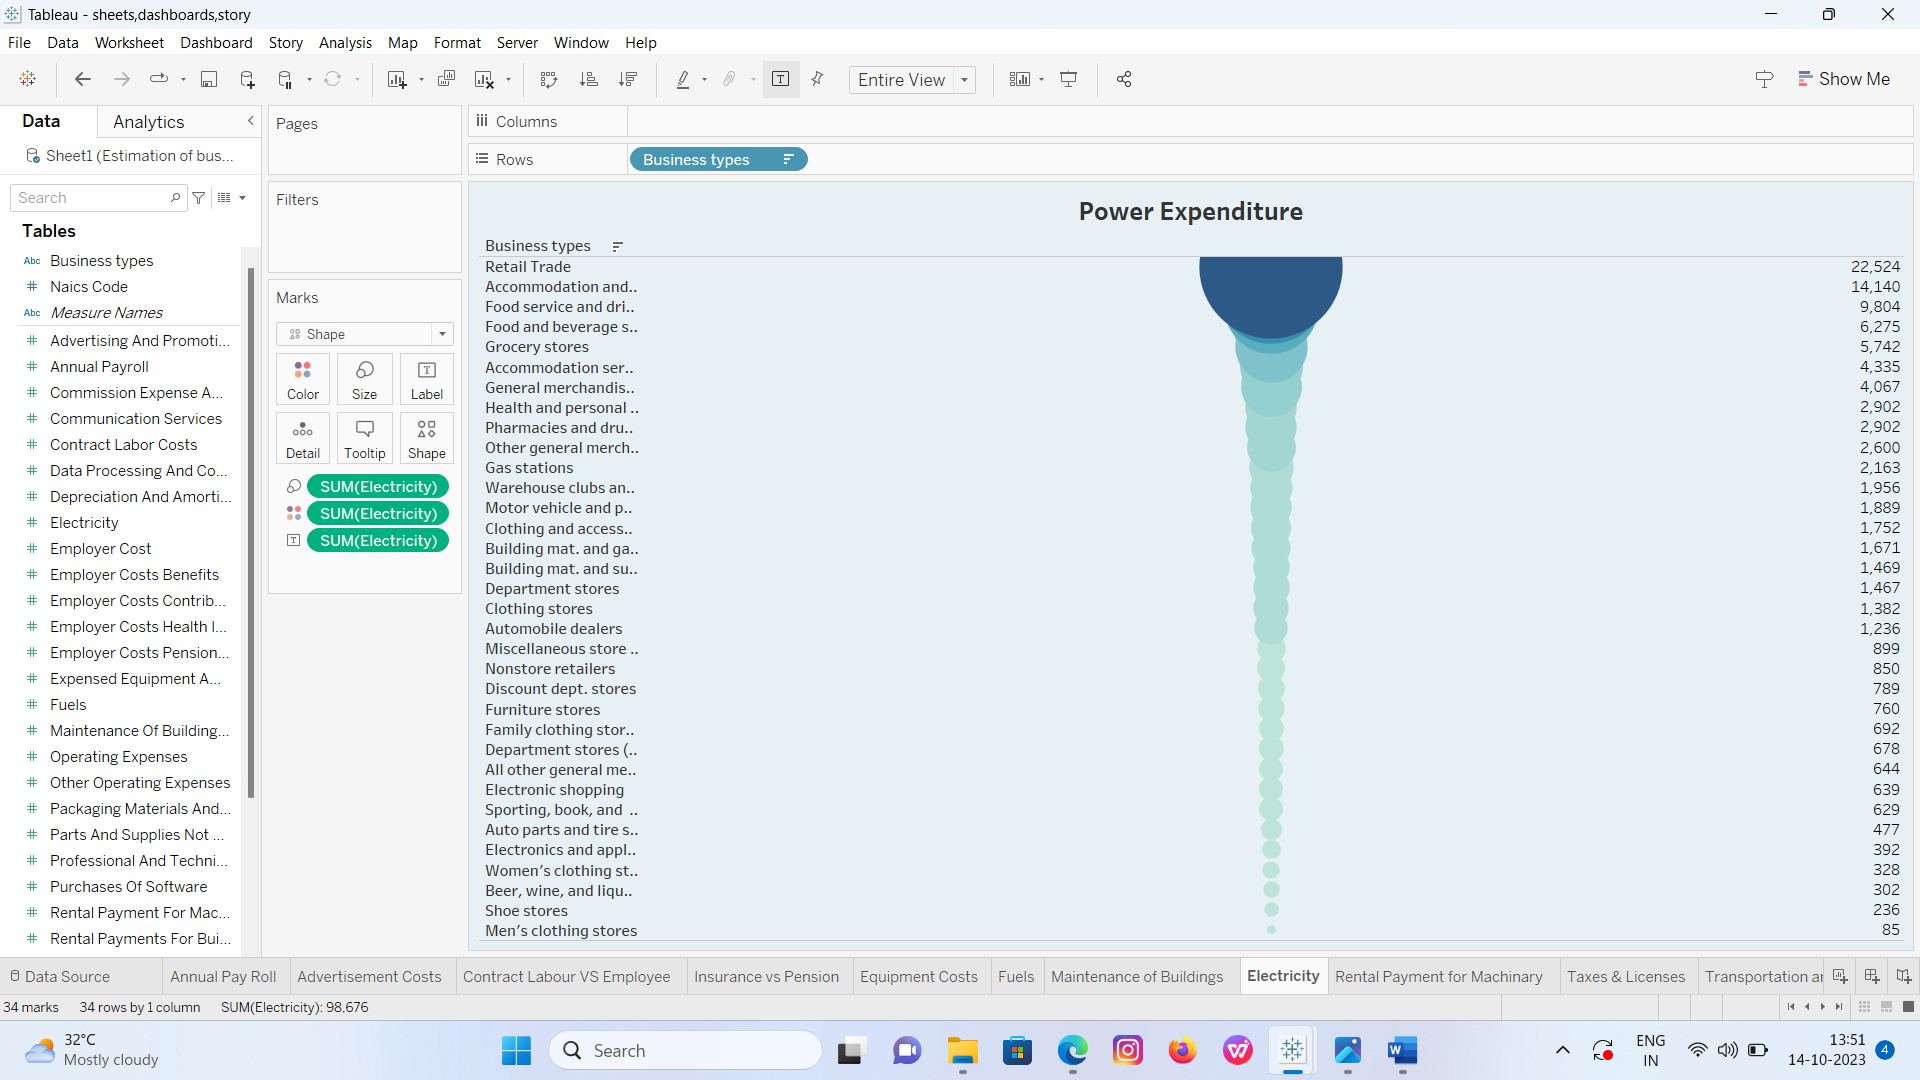 Tableau - sheets,dashboards,story
File Data Worksheet Dashboard Story Analysis Map Format Server Window Help
Entire View
Show Me
Data Analytics
Sheet1 (Estimation of bus...
Search
Tables
Abc Business types
# Naics Code
Abc Measure Names
# Advertising And Promoti...
# Annual Payroll
# Commission Expense A...
# Communication Services
# Contract Labor Costs
# Data Processing And Co...
# Depreciation And Amorti...
# Electricity
# Employer Cost
# Employer Costs Benefits
# Employer Costs Contrib...
# Employer Costs Health I...
# Employer Costs Pension...
# Expensed Equipment A...
# Fuels
# Maintenance Of Building...
# Operating Expenses
# Other Operating Expenses
# Packaging Materials And...
# Parts And Supplies Not ...
# Professional And Techni...
# Purchases Of Software
# Rental Payment For Mac...
# Rental Payments For Bui...
Pages
Filters
Marks
Shape
Color Size Label
Detail Tooltip Shape
SUM(Electricity)
SUM(Electricity)
SUM(Electricity)
Columns
Rows Business types
Power Expenditure
Business types
Retail Trade 22,524
Accommodation and.. 14,140
Food service and dri.. 9,804
Food and beverage s.. 6,275
Grocery stores 5,742
Accommodation ser.. 4,335
General merchandis.. 4,067
Health and personal .. 2,902
Pharmacies and dru.. 2,902
Other general merch.. 2,600
Gas stations 2,163
Warehouse clubs an.. 1,956
Motor vehicle and p.. 1,889
Clothing and access.. 1,752
Building mat. and ga.. 1,671
Building mat. and su.. 1,469
Department stores 1,467
Clothing stores 1,382
Automobile dealers 1,236
Miscellaneous store .. 899
Nonstore retailers 850
Discount dept. stores 789
Furniture stores 760
Family clothing stor.. 692
Department stores (.. 678
All other general me.. 644
Electronic shopping 639
Sporting, book, and .. 629
Auto parts and tire s.. 477
Electronics and appl.. 392
Women's clothing st.. 328
Beer, wine, and liqu.. 302
Shoe stores 236
Men's clothing stores 85
Data Source Annual Pay Roll Advertisement Costs Contract Labour VS Employee Insurance vs Pension Equipment Costs Fuels Maintenance of Buildings Electricity Rental Payment for Machinary Taxes & Licenses Transportation ar
34 marks 34 rows by 1 column SUM(Electricity): 98,676
32°C
Mostly cloudy
Search
ENG
IN
13:51
14-10-2023
4